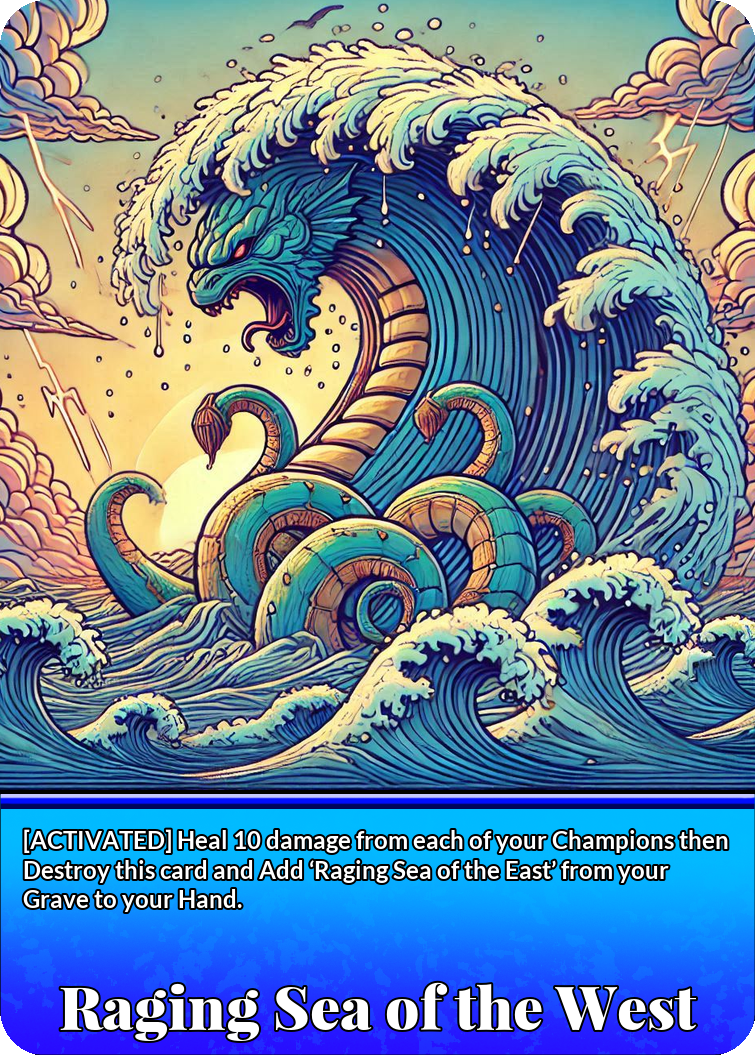 [ACTIVATED] Heal 10 damage from each of your Champions then
Destroy this card and Add ‘Raging Sea of the East’ from your
Grave to your Hand.
Raging Sea of the West